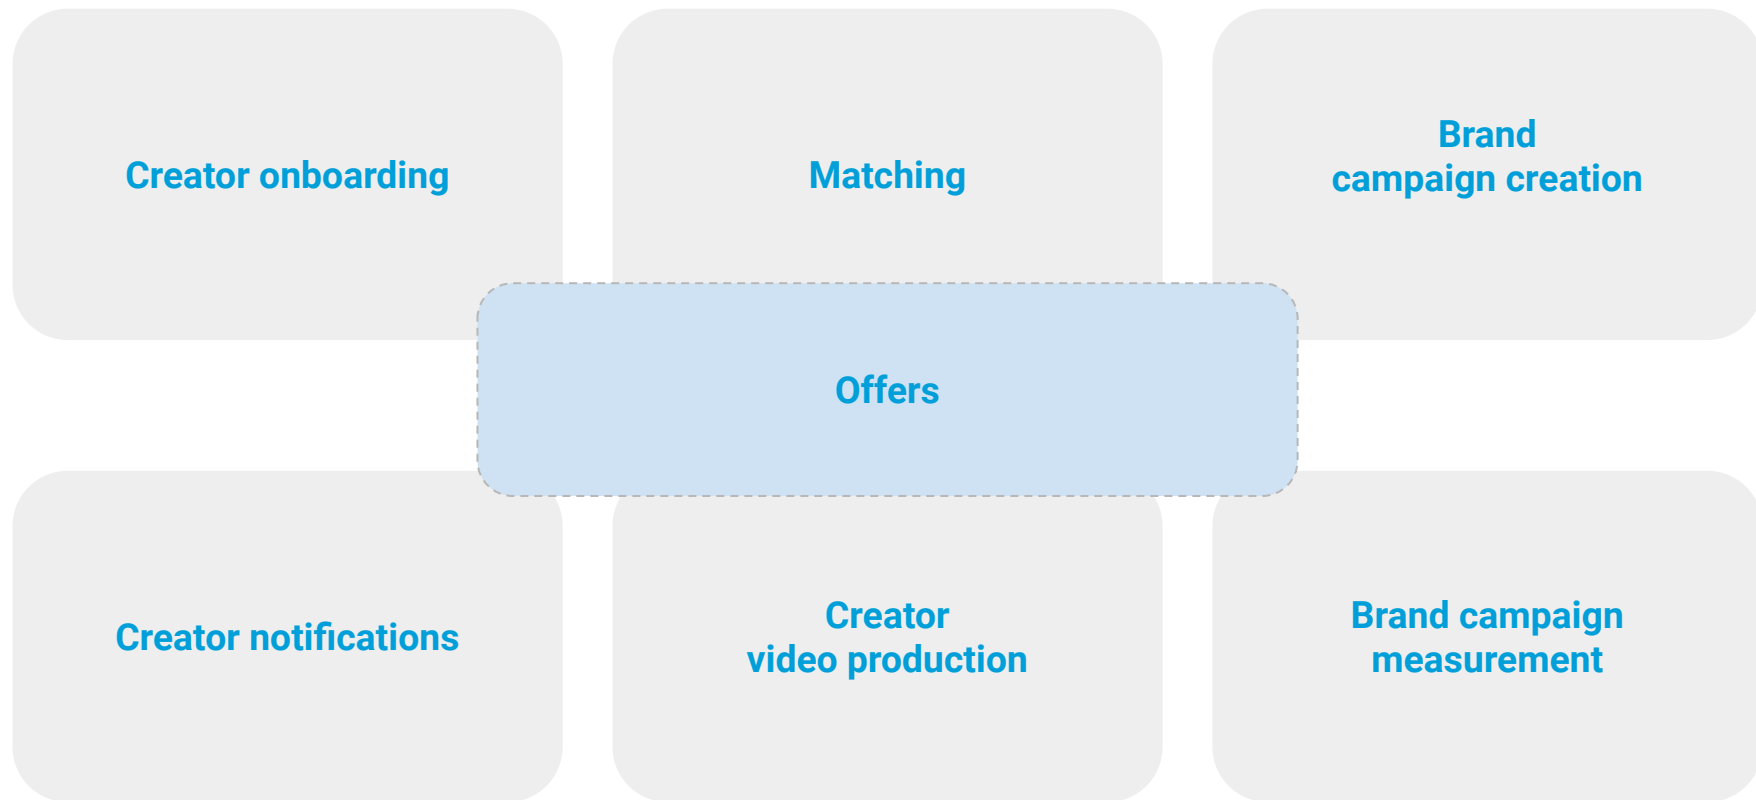 Creator onboarding
Matching
Brand
campaign creation
Offers
Creator notifications
Creator
video production
Brand campaign
measurement